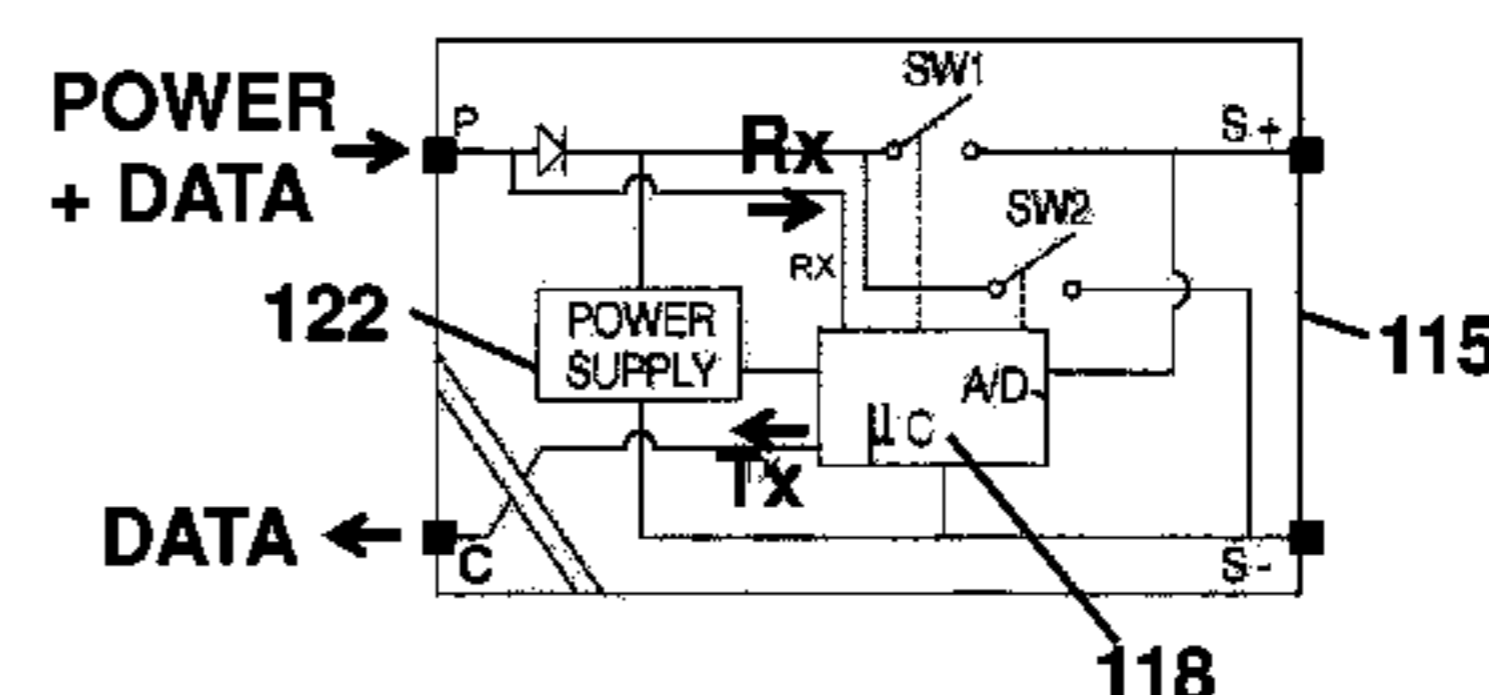 SW1
POWER
+ DATA
P
Rx
S+
SW2
RX
122
POWER
SUPPLY
115
A/D
µC
Tx
DATA
C
S-
118